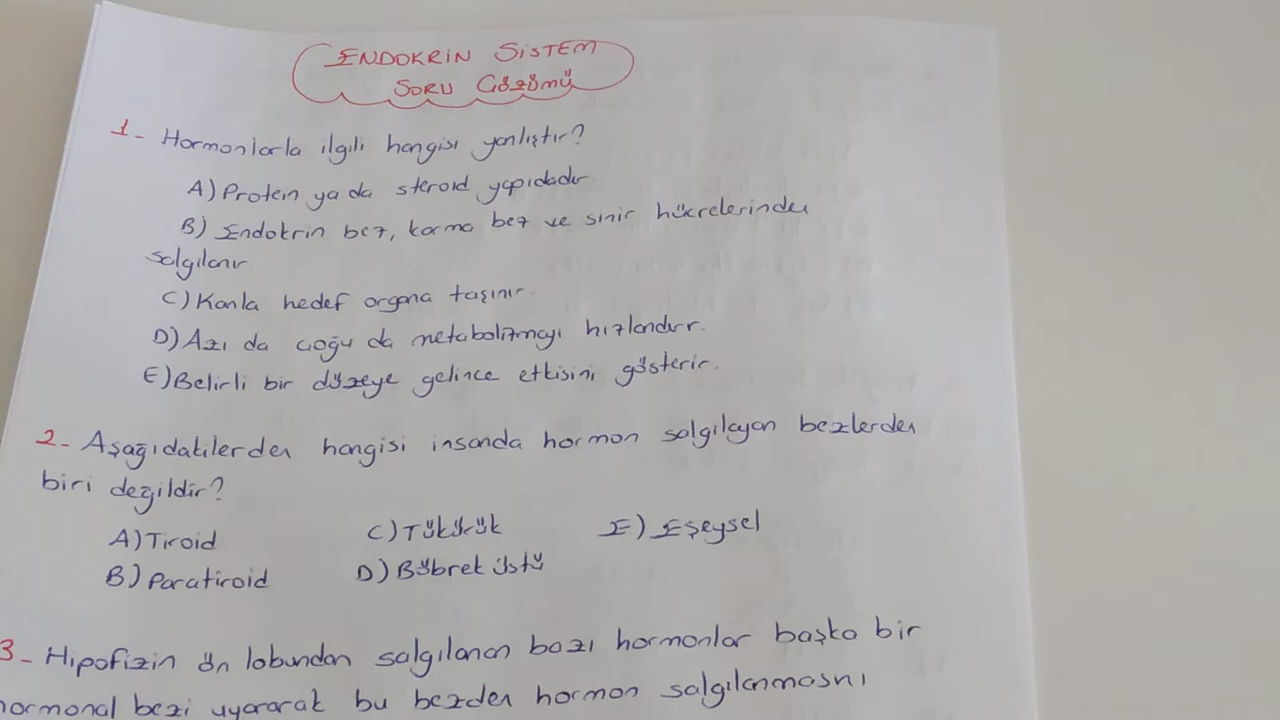 ENDOKRİN SİSTEM
SORU ÇÖZÜMÜ
1- Hormonlarla ilgili hangisi yanlıştır?
A) Protein ya da steroid yapıdadır.
B) Endokrin bez, karma bez ve sinir hücrelerinden
salgılanır.
C) Kanla hedef organa taşınır.
D) Azı da çoğu da metabolizmayı hızlandırır.
E) Belirli bir düzeye gelince etkisini gösterir.
2- Aşağıdakilerden hangisi insanda hormon salgılayan bezlerden
biri değildir?
A) Tiroid C) Tükürük E) Eşeysel
B) Paratiroid D) Böbrek üstü
3- Hipofizin ön lobundan salgılanan bazı hormonlar başka bir
hormonal bezi uyararak bu bezden hormon salgılanmasını